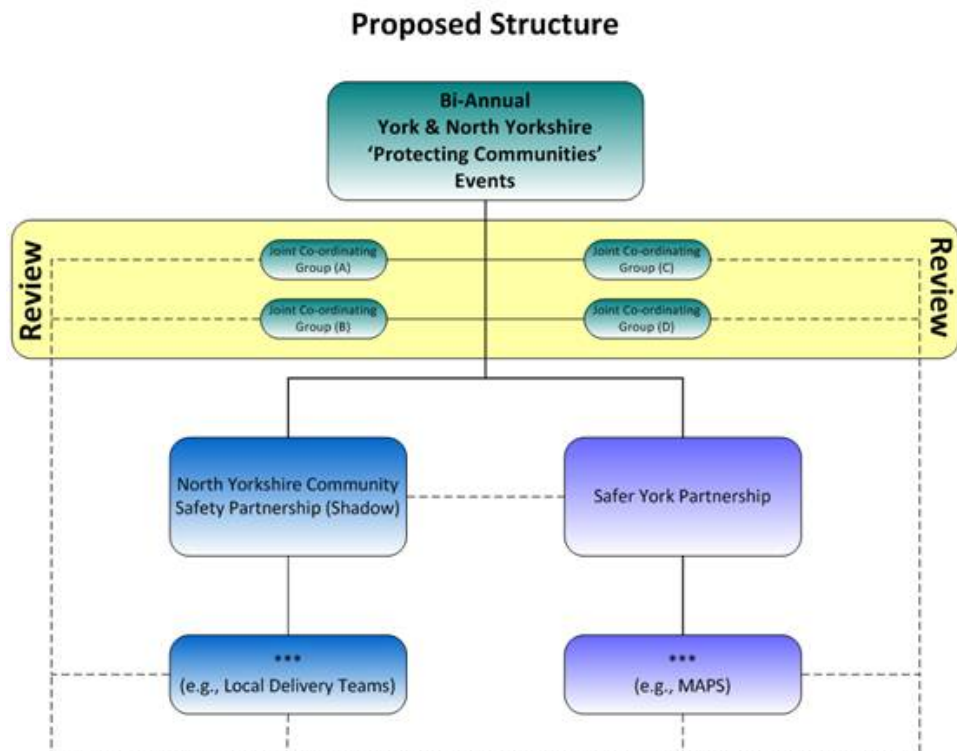 Proposed Structure
Bi-Annual
York & North Yorkshire
‘Protecting Communities’
Events
Review
Review
Joint Co-ordinating
Group (A)
Joint Co-ordinating
Group (C)
Joint Co-ordinating
Group (B)
Joint Co-ordinating
Group (D)
North Yorkshire Community
Safety Partnership (Shadow)
Safer York Partnership
***
(e.g., Local Delivery Teams)
***
(e.g., MAPS)